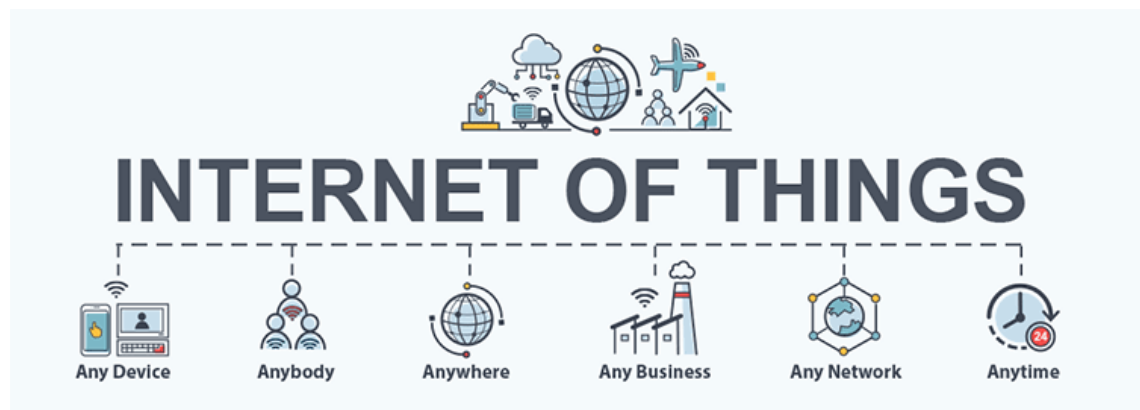 INTERNET OF THINGS
Any Device
Anybody
Anywhere
Any Business
Any Network
24
Anytime